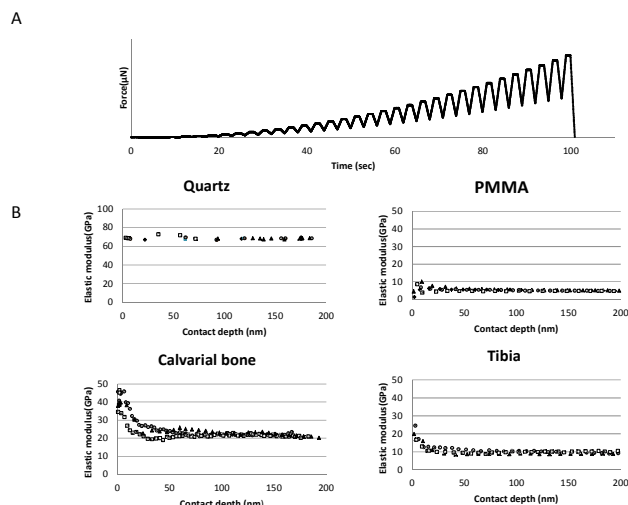 A
Force(μN)
0 20 40 60 80 100
Time (sec)
B
Quartz
Elastic modulus(GPa)
100
80
60
40
20
0
0 50 100 150 200
Contact depth (nm)
PMMA
Elastic modulus(GPa)
50
40
30
20
10
0
0 50 100 150 200
Contact depth (nm)
Calvarial bone
Elastic modulus(GPa)
50
40
30
20
10
0
0 50 100 150 200
Contact depth (nm)
Tibia
Elastic modulus(GPa)
50
40
30
20
10
0
0 50 100 150 200
Contact depth (nm)